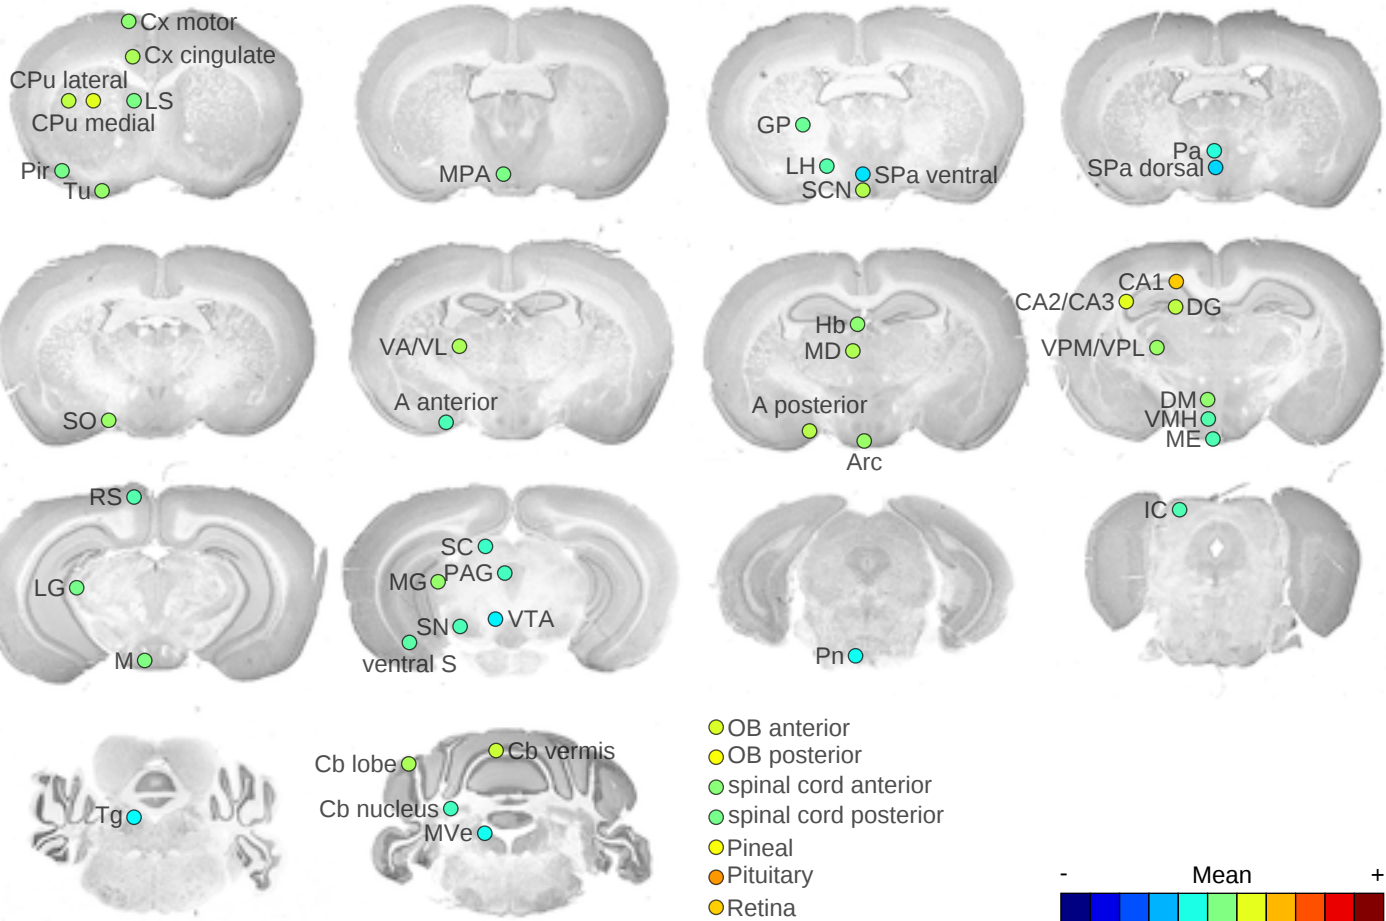 Cx motor
Cx cingulate
CPu lateral
LS
CPu medial
Pir
Tu
MPA
GP
LH
SPa ventral
SCN
Pa
SPa dorsal
SO
VA/VL
A anterior
Hb
MD
A posterior
Arc
CA1
CA2/CA3
DG
VPM/VPL
DM
VMH
ME
RS
LG
M
SC
PAG
MG
VTA
SN
ventral S
Pn
IC
Tg
Cb vermis
Cb lobe
Cb nucleus
MVe
OB anterior
OB posterior
spinal cord anterior
spinal cord posterior
Pineal
Pituitary
Retina
- Mean +